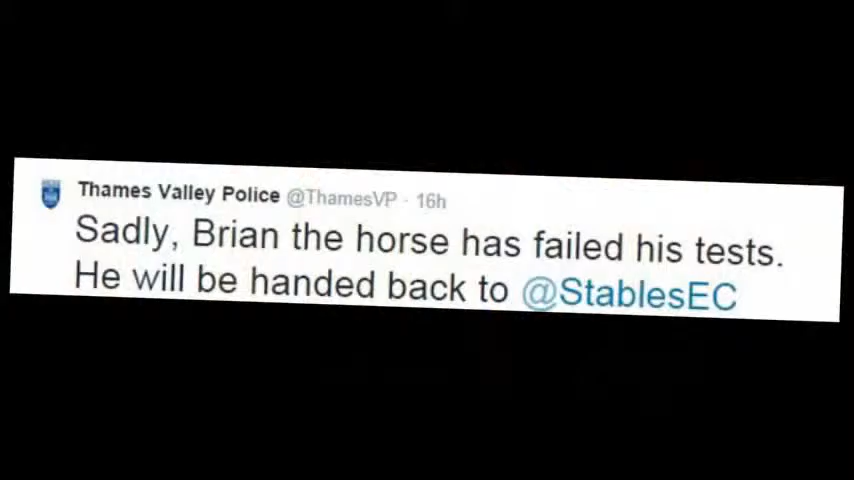 Thames Valley Police @ThamesVP · 16h
Sadly, Brian the horse has failed his tests.
He will be handed back to @StablesEC